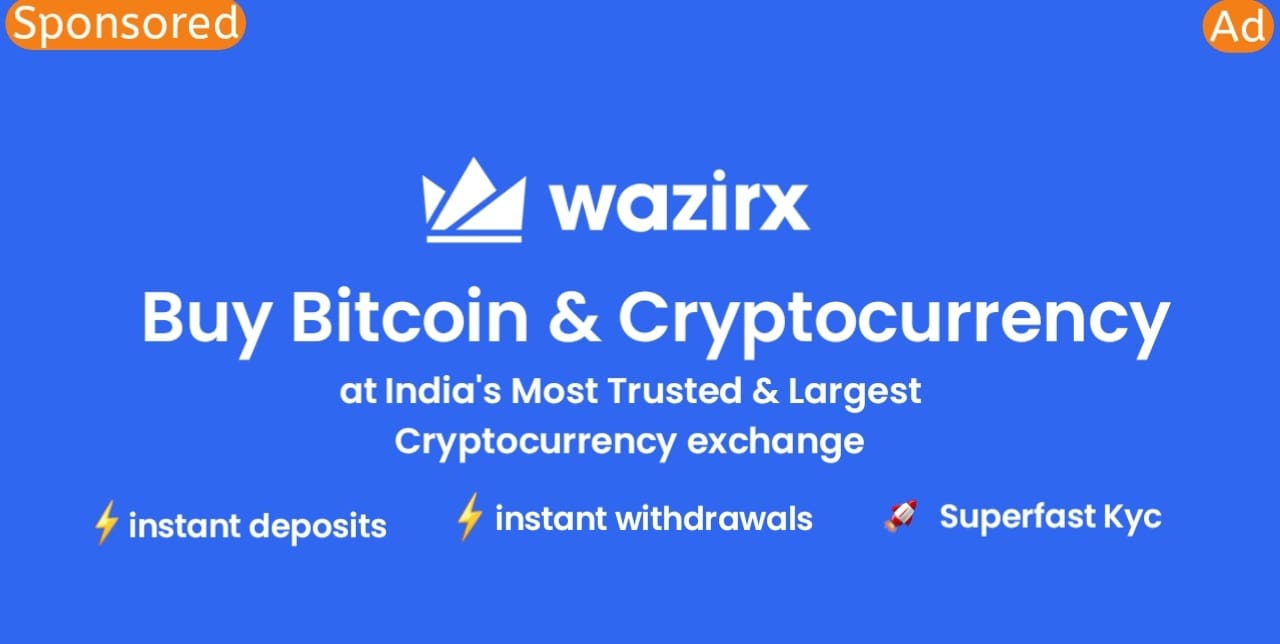 Sponsored
Ad
wazirx
Buy Bitcoin & Cryptocurrency
at India's Most Trusted & Largest
Cryptocurrency exchange
⚡instant deposits
⚡ instant withdrawals
🚀 Superfast Kyc